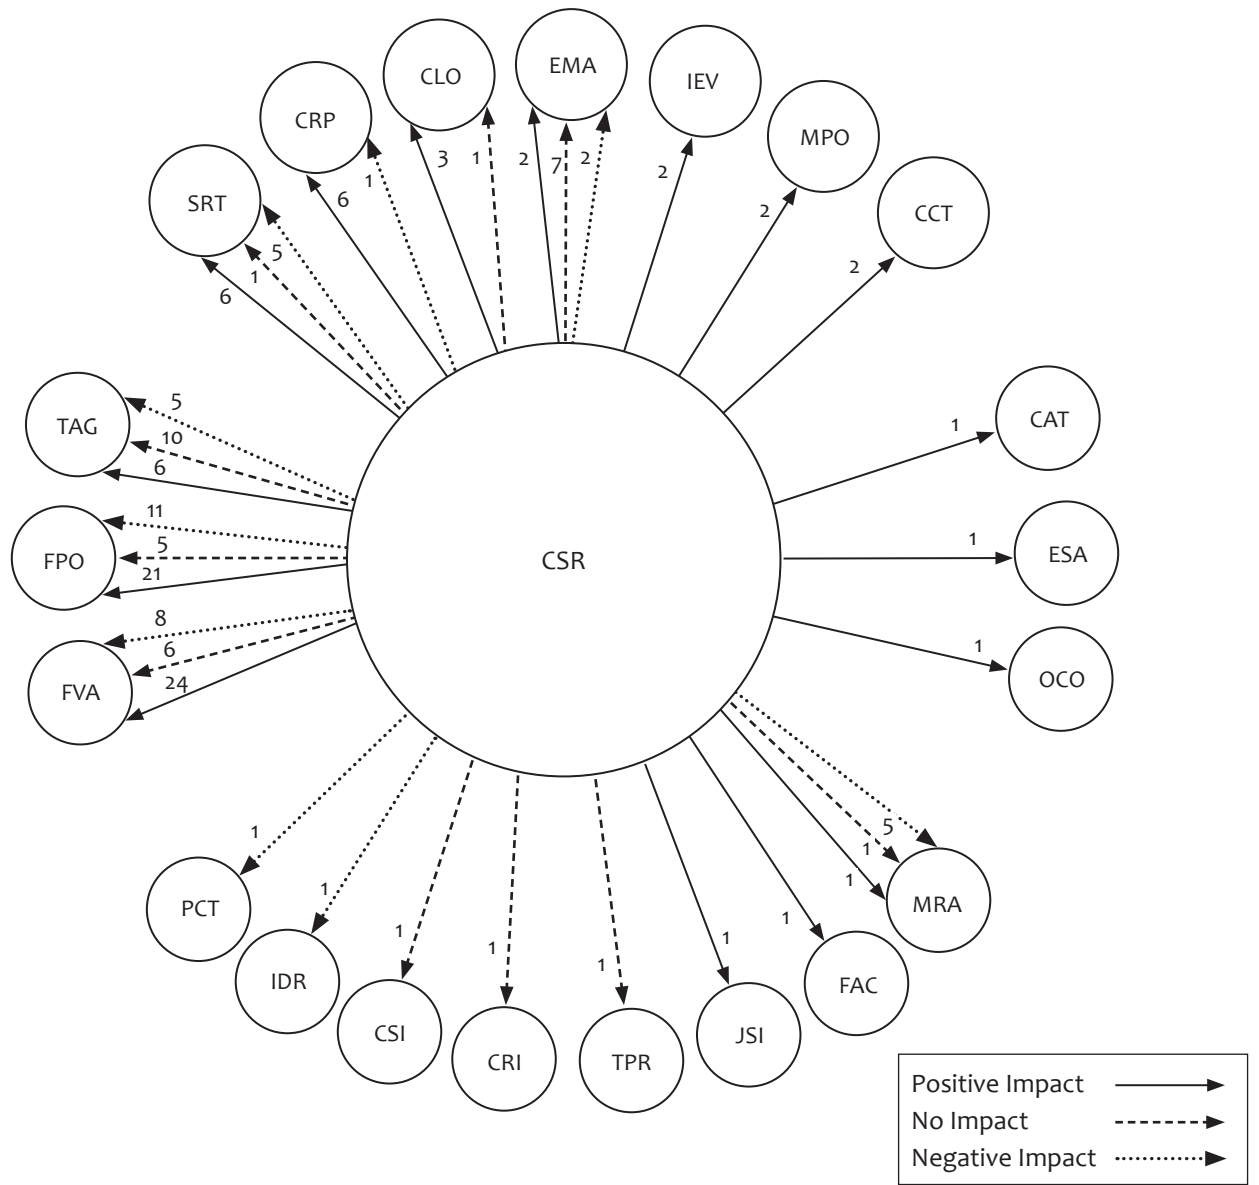 EMA
CLO
IEV
CRP
MPO
3 1 2 7 2
2
1
SRT
6
2
CCT
5
1
6
2
TAG
5
10
6
CAT
1
11
5
21
FPO
CSR
1
ESA
8
6
24
FVA
1
OCO
1
5
1
1
PCT
1
MRA
1
1
1
1
1
IDR
FAC
CSI
JSI
CRI
TPR
Positive Impact
No Impact
Negative Impact